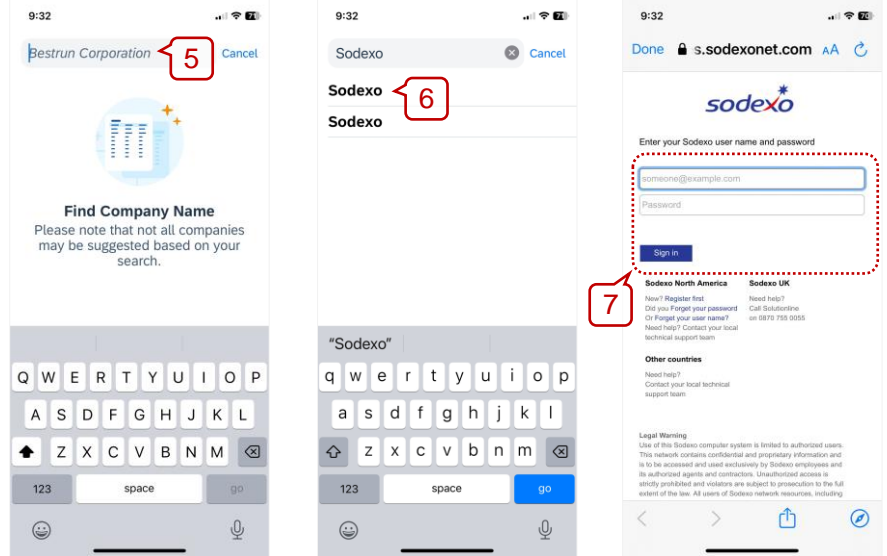 9:32
Bestrun Corporation
Cancel
5
Find Company Name
Please note that not all companies
may be suggested based on your
search.
Q W E R T Y U I O P
A S D F G H J K L
Z X C V B N M
123 space go
9:32
Sodexo
Cancel
Sodexo
6
Sodexo
"Sodexo"
q w e r t y u i o p
a s d f g h j k l
z x c v b n m
123 space go
9:32
Done s.sodexonet.com AA
sodexo
Enter your Sodexo user name and password
someone@example.com
Password
Sign in
7
Sodexo North America
New? Register first
Did you Forget your password
Or Forget your user name?
Need help? Contact your local
technical support team
Sodexo UK
Need help?
Call Solutionline
on 0870 755 0055
Other countries
Need help?
Contact your local technical
support team
Legal Warning
Use of this Sodexo computer system is limited to authorized users.
This network contains confidential and proprietary information and
is to be accessed and used exclusively by Sodexo employees and
its authorized agents and contractors. Unauthorized access is
strictly prohibited and violators are subject to prosecution to the full
extent of the law. All users of Sodexo network resources, including